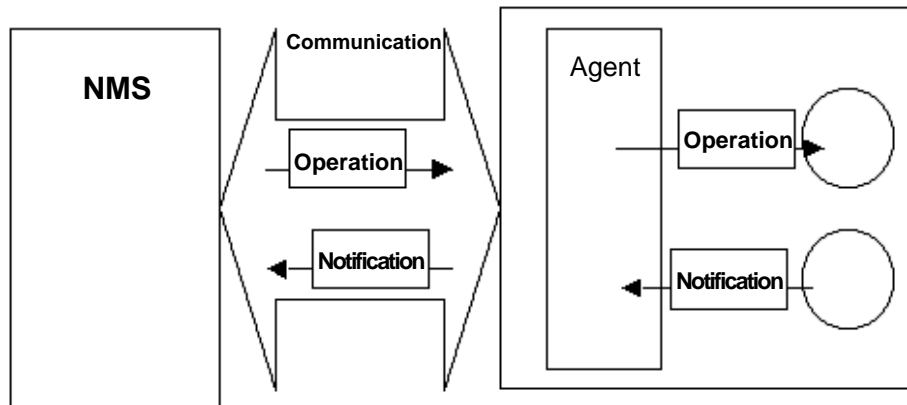 Communication
NMS
Agent
Operation
Operation
Notification
Notification